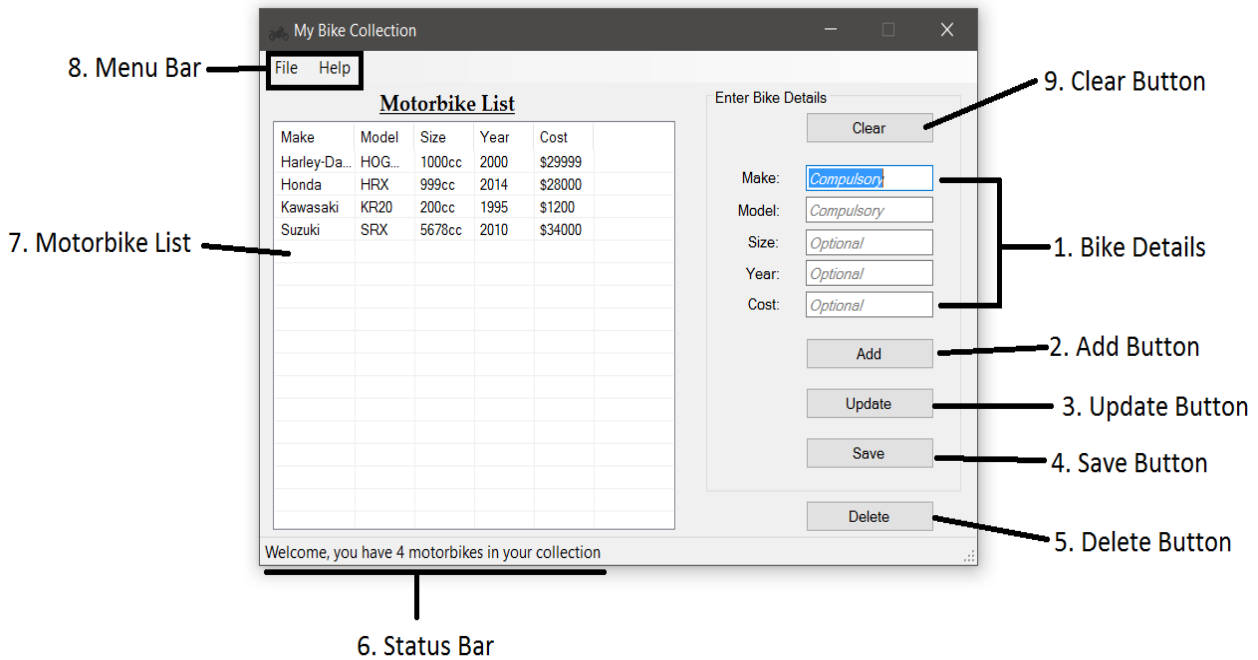 My Bike Collection
8. Menu Bar
File Help
9. Clear Button
Motorbike List
Enter Bike Details
Clear
Make Model Size Year Cost
Harley-Da... HOG... 1000cc 2000 $29999
Honda HRX 999cc 2014 $28000
Kawasaki KR20 200cc 1995 $1200
Suzuki SRX 5678cc 2010 $34000
7. Motorbike List
Make: Compulsory
Model: Compulsory
Size: Optional
Year: Optional
Cost: Optional
1. Bike Details
Add
2. Add Button
Update
3. Update Button
Save
4. Save Button
Delete
5. Delete Button
Welcome, you have 4 motorbikes in your collection
6. Status Bar